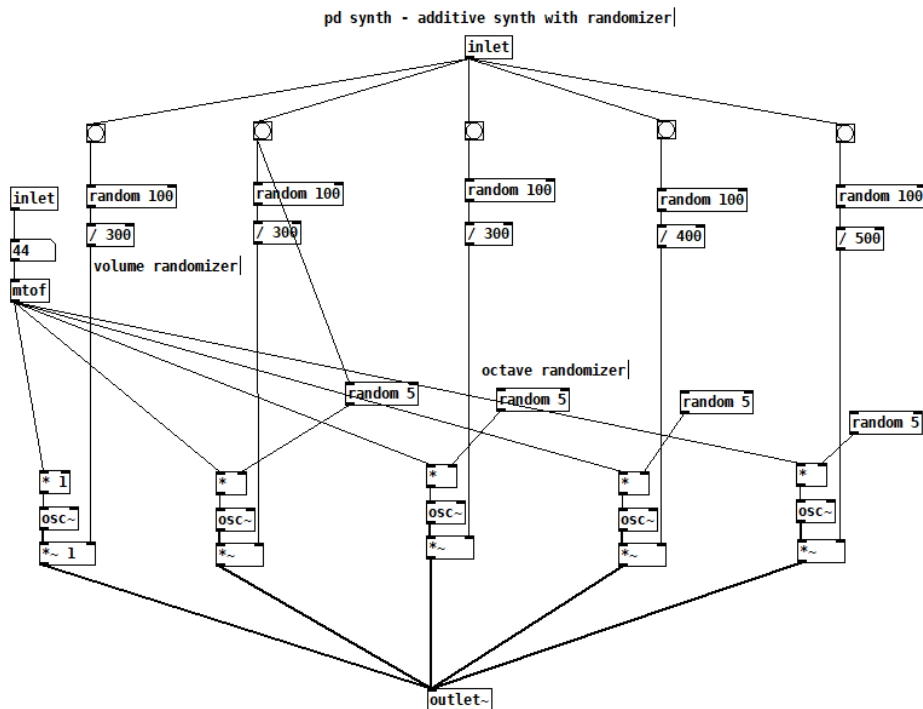 pd synth - additive synth with randomizer
inlet
inlet
random 100
random 100
random 100
random 100
random 100
/ 300
/ 300
/ 300
/ 400
/ 500
44
volume randomizer
mtof
octave randomizer
random 5
random 5
random 5
random 5
* 1
*
*
*
*
osc~
osc~
osc~
osc~
osc~
*~ 1
*~
*~
*~
*~
outlet~